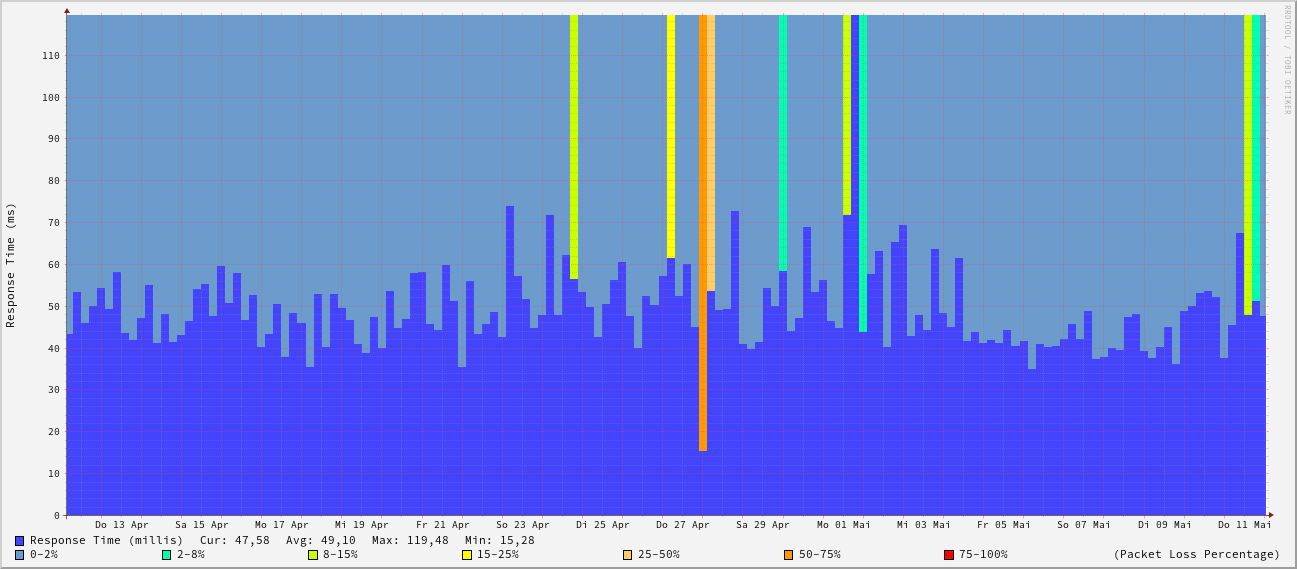 RRDTOOL / TOBI OETIKER
Response Time (ms)
110
100
90
80
70
60
50
40
30
20
10
0
Do 13 Apr Sa 15 Apr Mo 17 Apr Mi 19 Apr Fr 21 Apr So 23 Apr Di 25 Apr Do 27 Apr Sa 29 Apr Mo 01 Mai Mi 03 Mai Fr 05 Mai So 07 Mai Di 09 Mai Do 11 Mai
Response Time (millis) Cur: 47,58 Avg: 49,10 Max: 119,48 Min: 15,28
0-2% 2-8% 8-15% 15-25% 25-50% 50-75% 75-100% (Packet Loss Percentage)